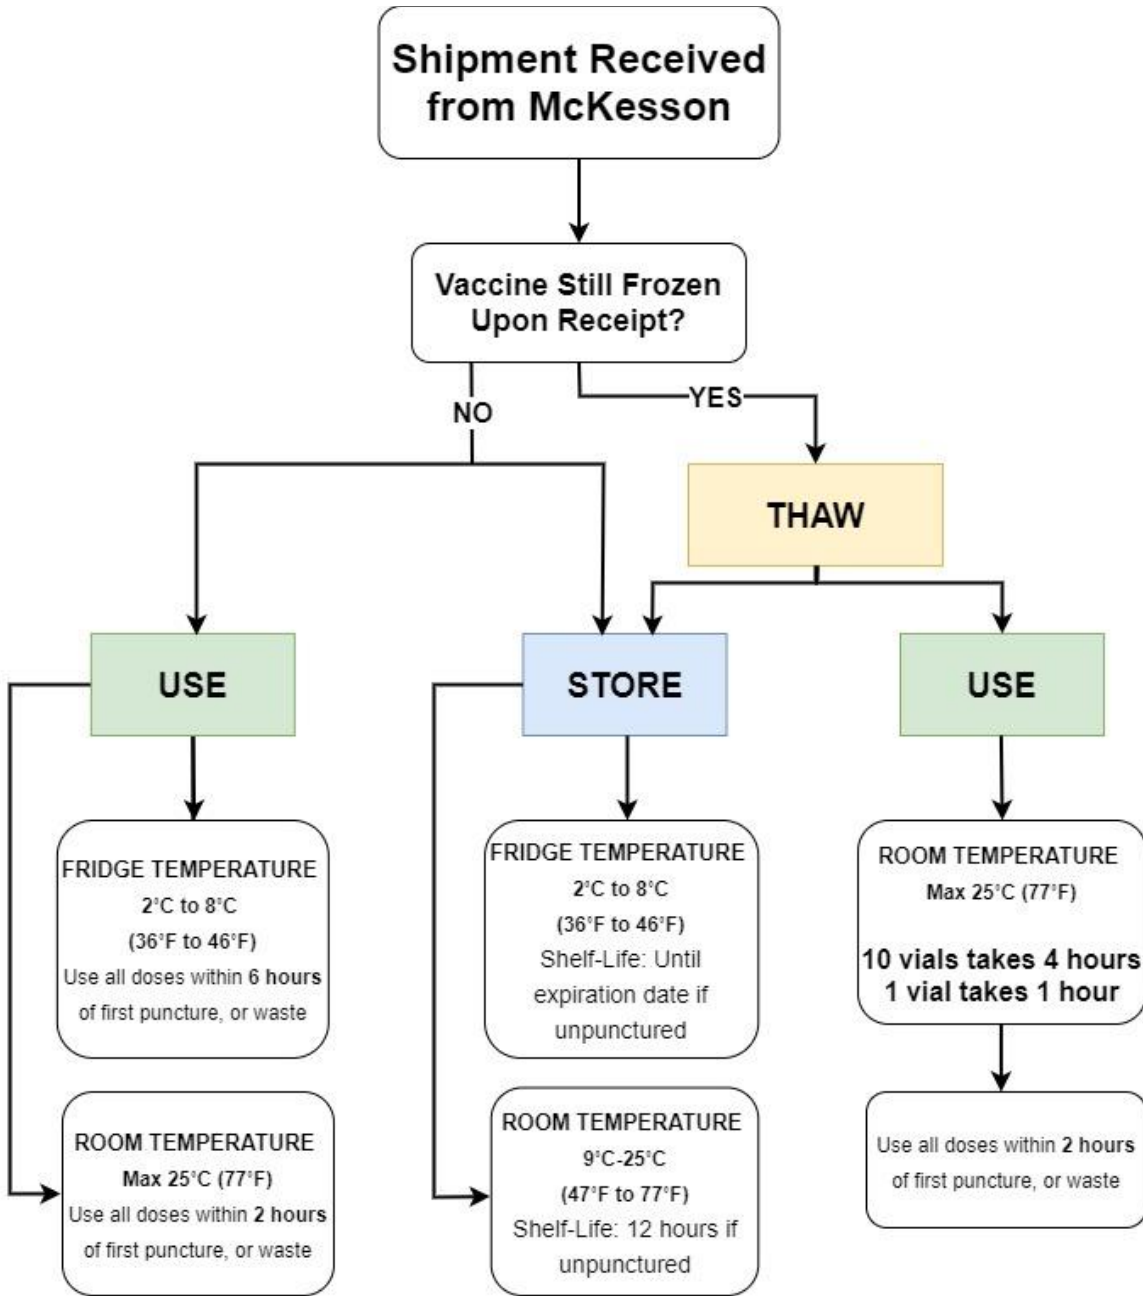 Shipment Received
from McKesson
Vaccine Still Frozen
Upon Receipt?
NO
YES
THAW
USE
STORE
USE
FRIDGE TEMPERATURE
2°C to 8°C
(36°F to 46°F)
Use all doses within 6 hours
of first puncture, or waste
FRIDGE TEMPERATURE
2°C to 8°C
(36°F to 46°F)
Shelf-Life: Until
expiration date if
unpunctured
ROOM TEMPERATURE
Max 25°C (77°F)
10 vials takes 4 hours
1 vial takes 1 hour
ROOM TEMPERATURE
Max 25°C (77°F)
Use all doses within 2 hours
of first puncture, or waste
ROOM TEMPERATURE
9°C-25°C
(47°F to 77°F)
Shelf-Life: 12 hours if
unpunctured
Use all doses within 2 hours
of first puncture, or waste